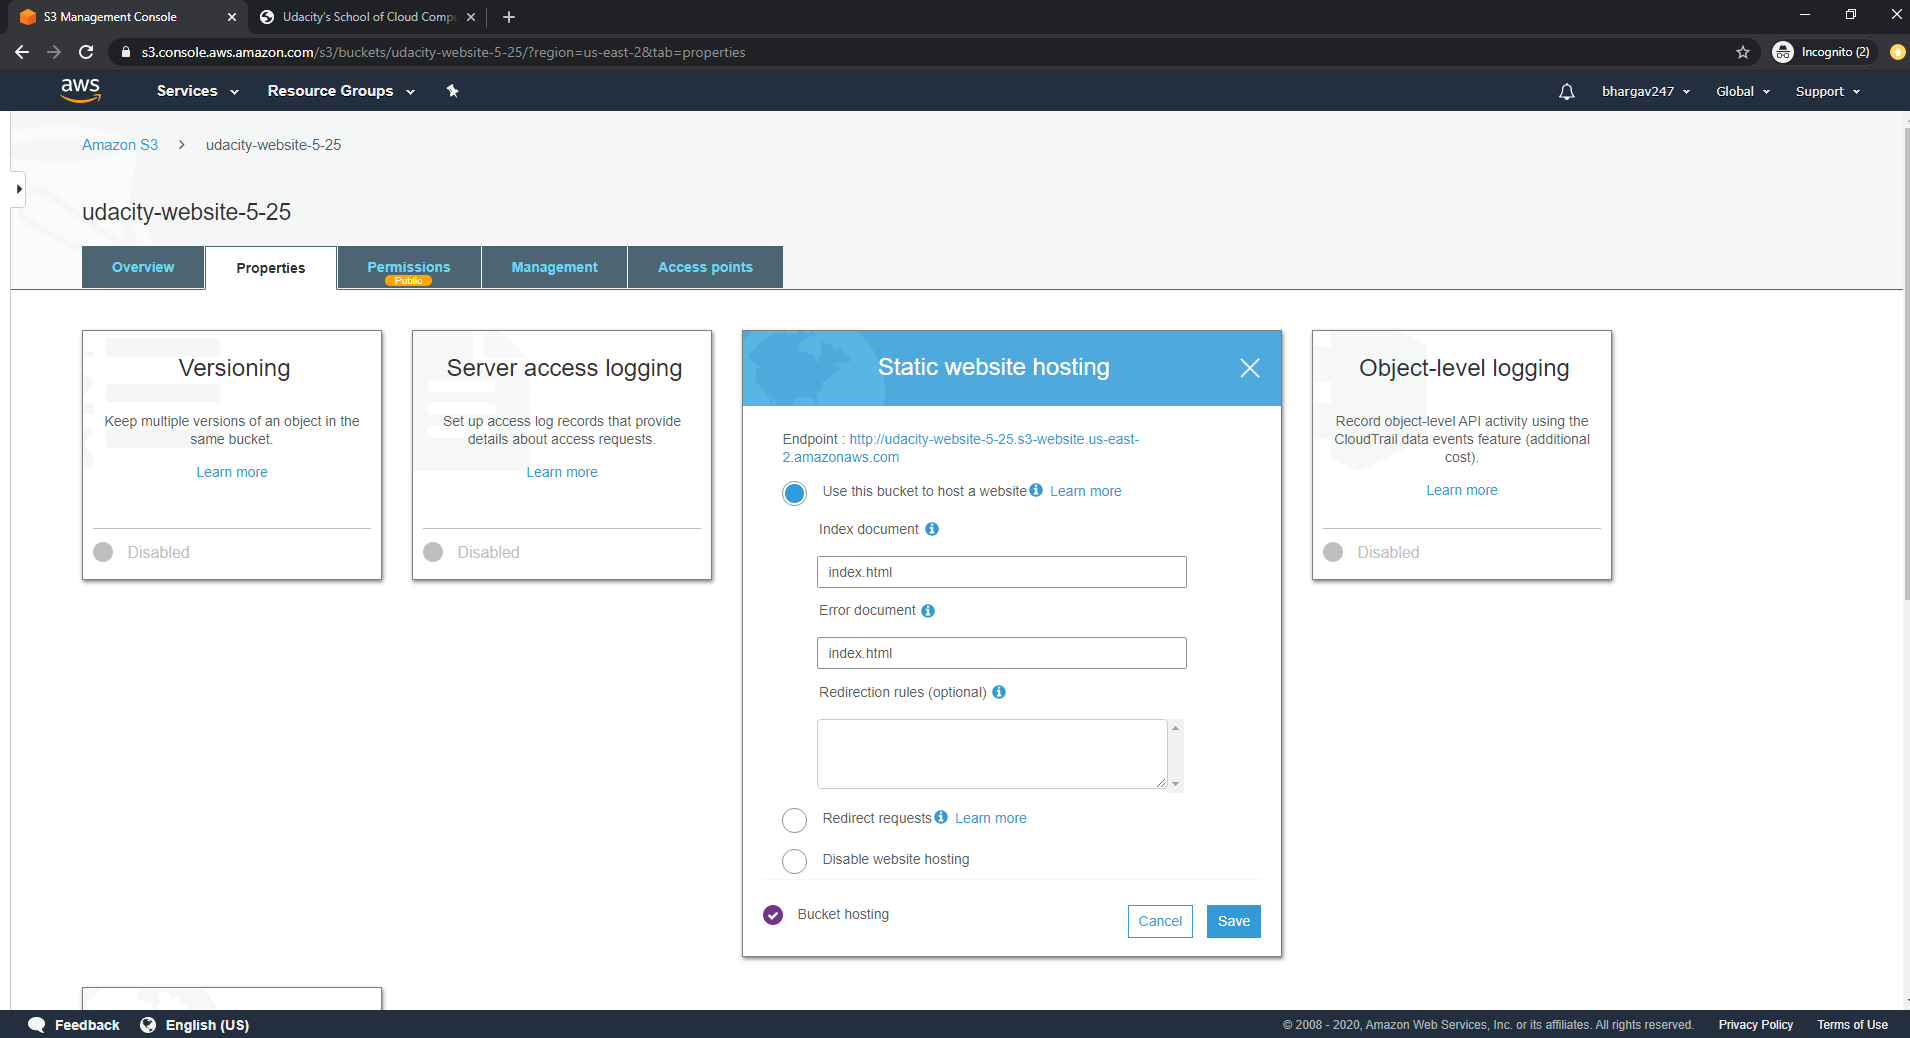 S3 Management Console
Udacity's School of Cloud Comp
s3.console.aws.amazon.com/s3/buckets/udacity-website-5-25/?region=us-east-2&tab=properties
Incognito (2)
aws
Services
Resource Groups
bhargav247
Global
Support
Amazon S3
udacity-website-5-25
udacity-website-5-25
Overview
Properties
Permissions
Public
Management
Access points
Versioning
Keep multiple versions of an object in the
same bucket.
Learn more
Disabled
Server access logging
Set up access log records that provide
details about access requests.
Learn more
Disabled
Static website hosting
Endpoint : http://udacity-website-5-25.s3-website.us-east-
2.amazonaws.com
Use this bucket to host a website Learn more
Index document
index.html
Error document
index.html
Redirection rules (optional)
Redirect requests Learn more
Disable website hosting
Bucket hosting
Cancel
Save
Object-level logging
Record object-level API activity using the
CloudTrail data events feature (additional
cost).
Learn more
Disabled
Feedback
English (US)
© 2008 - 2020, Amazon Web Services, Inc. or its affiliates. All rights reserved.
Privacy Policy
Terms of Use